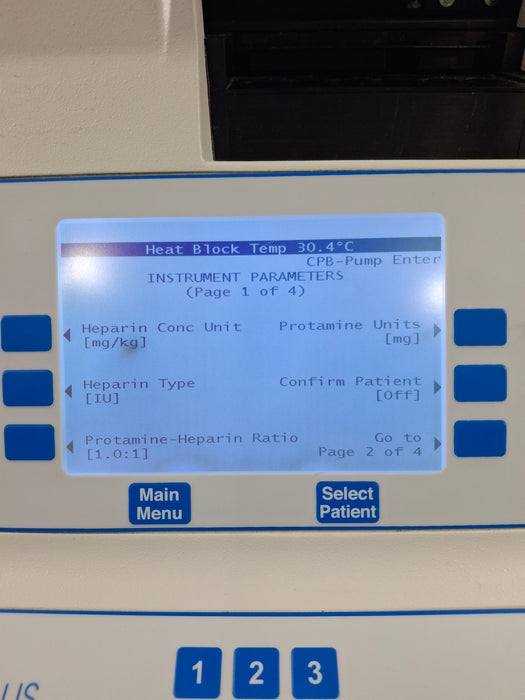 Heat Block Temp 30.4°C
CPB-Pump Enter
INSTRUMENT PARAMETERS
(Page 1 of 4)
Heparin Conc Unit
[mg/kg]
Protamine Units
[mg]
Heparin Type
[IU]
Confirm Patient
[Off]
Protamine-Heparin Ratio
[1.0:1]
Go to
Page 2 of 4
Main
Menu
Select
Patient
1 2 3